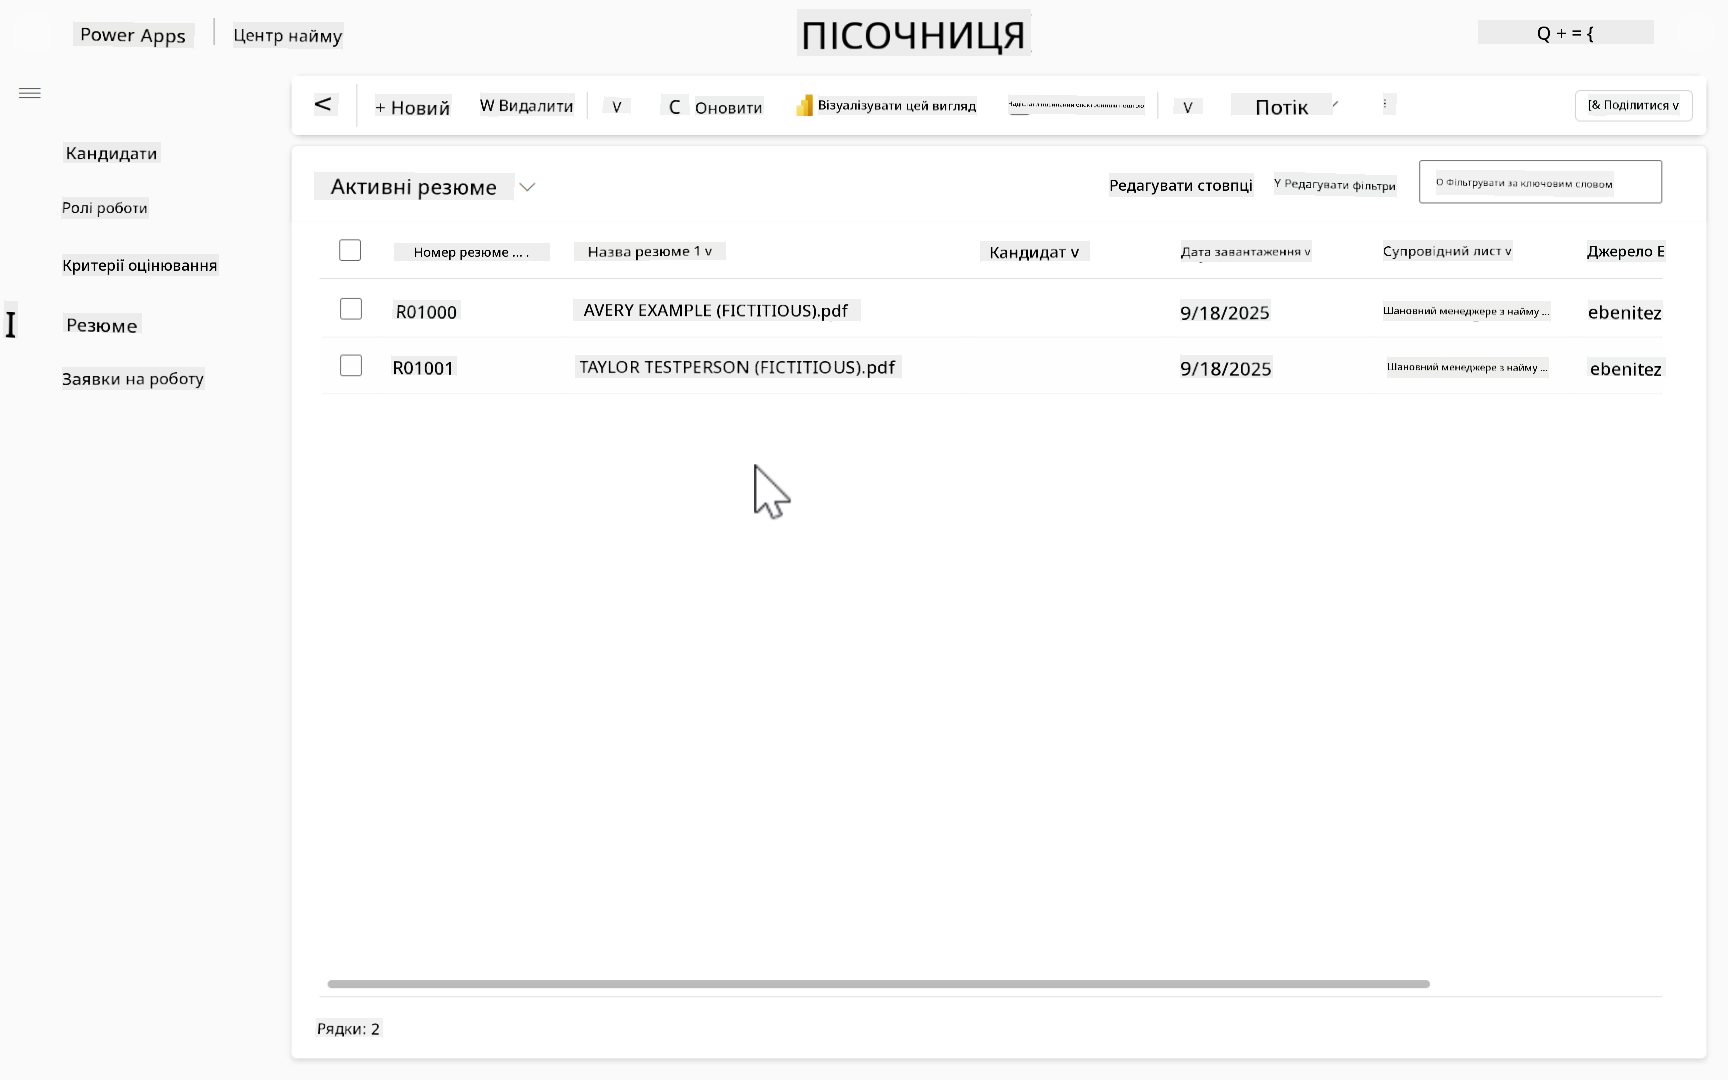 Power Apps Центр найму ПІСОЧНИЦЯ Q + = {
< + Новий W Видалити V C Оновити Візуалізувати цей вигляд V Потік [& Поділитися v
Кандидати
Ролі роботи
Критерії оцінювання
I Резюме
Заявки на роботу
Активні резюме Редагувати стовпці Y Редагувати фільтри О Фільтрувати за ключовим словом
Номер резюме ... . Назва резюме 1 v Кандидат v Дата завантаження v Супровідний лист v Джерело E
R01000 AVERY EXAMPLE (FICTITIOUS).pdf 9/18/2025 Шановний менеджере з найму ... ebenitez
R01001 TAYLOR TESTPERSON (FICTITIOUS).pdf 9/18/2025 Шановний менеджере з найму ... ebenitez
Рядки: 2